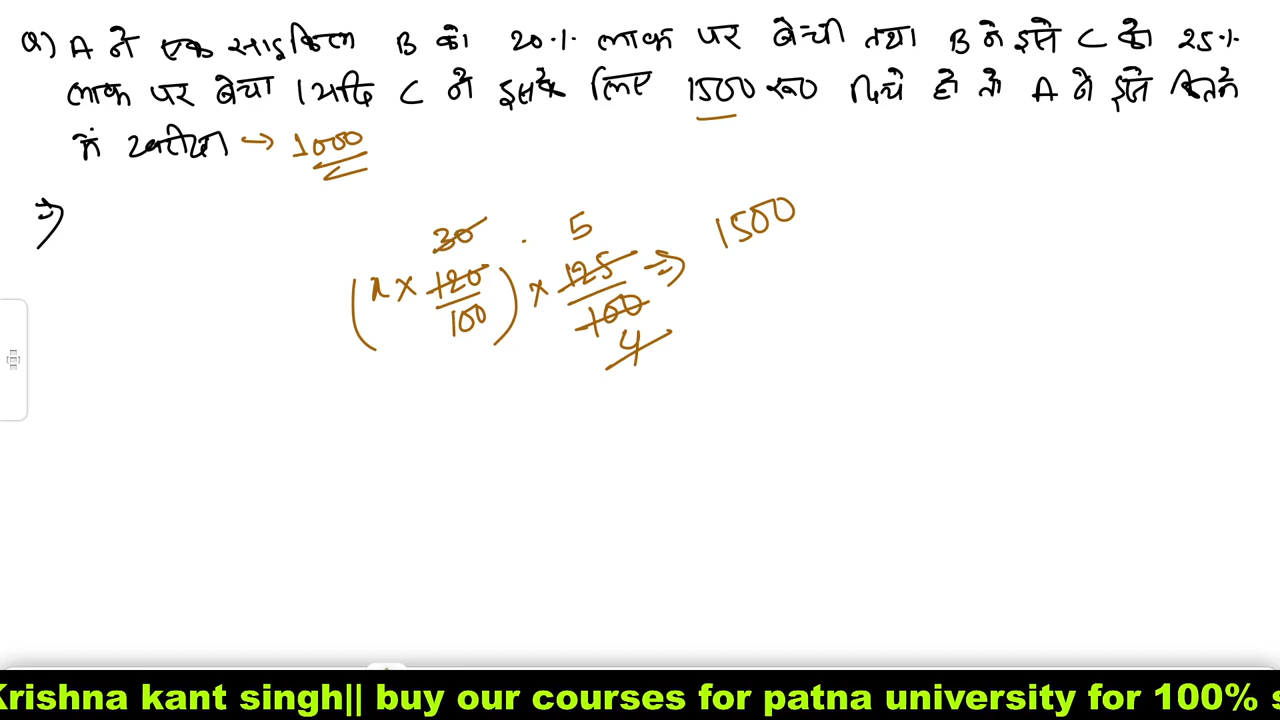 Q) A ने एक साइकिल B को 20% लाभ पर बेची तथा B ने इसे C को 25%
लाभ पर बेचा । यदि C ने इसके लिए 1500 रू0 दिये हो तो A ने इसे कितने
में खरीदा → 1000
⇒
30 . 5
(x × 120/100) × 125/100 ⇒ 1500
4
Krishna kant singh|| buy our courses for patna university for 100% s